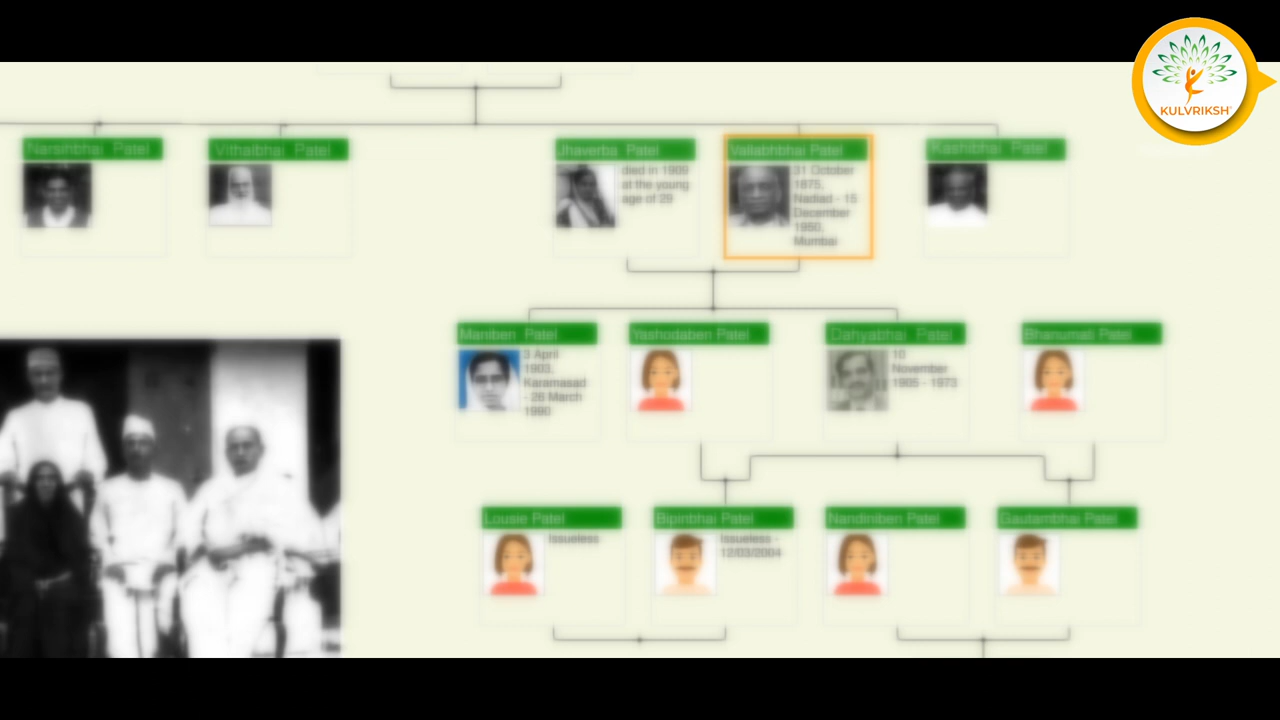 KULVRIKSH
Narsinhbhai Patel
Vithalbhai Patel
Jhaverba Patel
died in 1909
at the young
age of 29
Vallabhbhai Patel
31 October
1875,
Nadiad - 15
December
1950,
Mumbai
Kashibhai Patel
Maniben Patel
3 April
1903,
Karamasad
- 26 March
1990
Yashodaben Patel
Dahyabhai Patel
10
November
1905 - 1973
Bhanumati Patel
Lousie Patel
Issueless
Bipinbhai Patel
Issueless -
12/03/2004
Nandiniben Patel
Gautambhai Patel